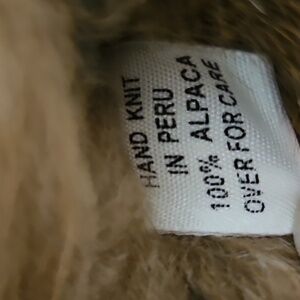 HAND KNIT
IN PERU
100% ALPACA
OVER FOR CARE